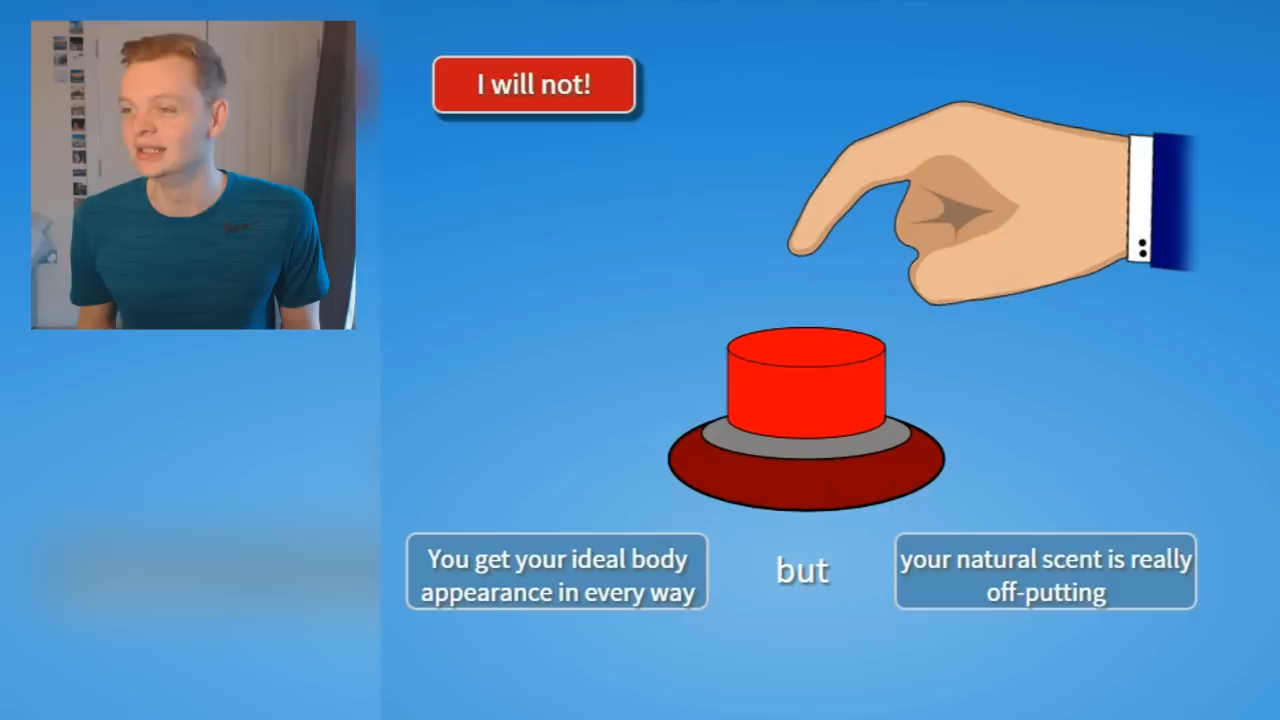 I will not!
You get your ideal body
appearance in every way
but
your natural scent is really
off-putting